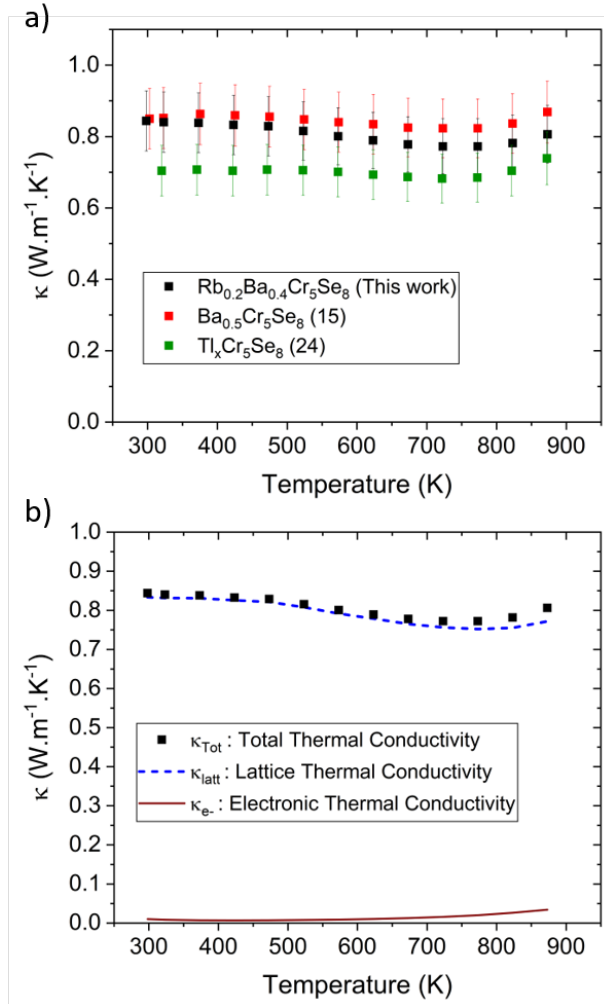 a)
1.0
0.8
0.6
0.4
0.2
0.0
κ (W.m⁻¹.K⁻¹)
Rb₀.₂Ba₀.₄Cr₅Se₈ (This work)
Ba₀.₅Cr₅Se₈ (15)
TlₓCr₅Se₈ (24)
300 400 500 600 700 800 900
Temperature (K)
b)
1.0
0.9
0.8
0.7
0.6
0.5
0.4
0.3
0.2
0.1
0.0
κ (W.m⁻¹.K⁻¹)
κTot : Total Thermal Conductivity
κlatt : Lattice Thermal Conductivity
κe- : Electronic Thermal Conductivity
300 400 500 600 700 800 900
Temperature (K)